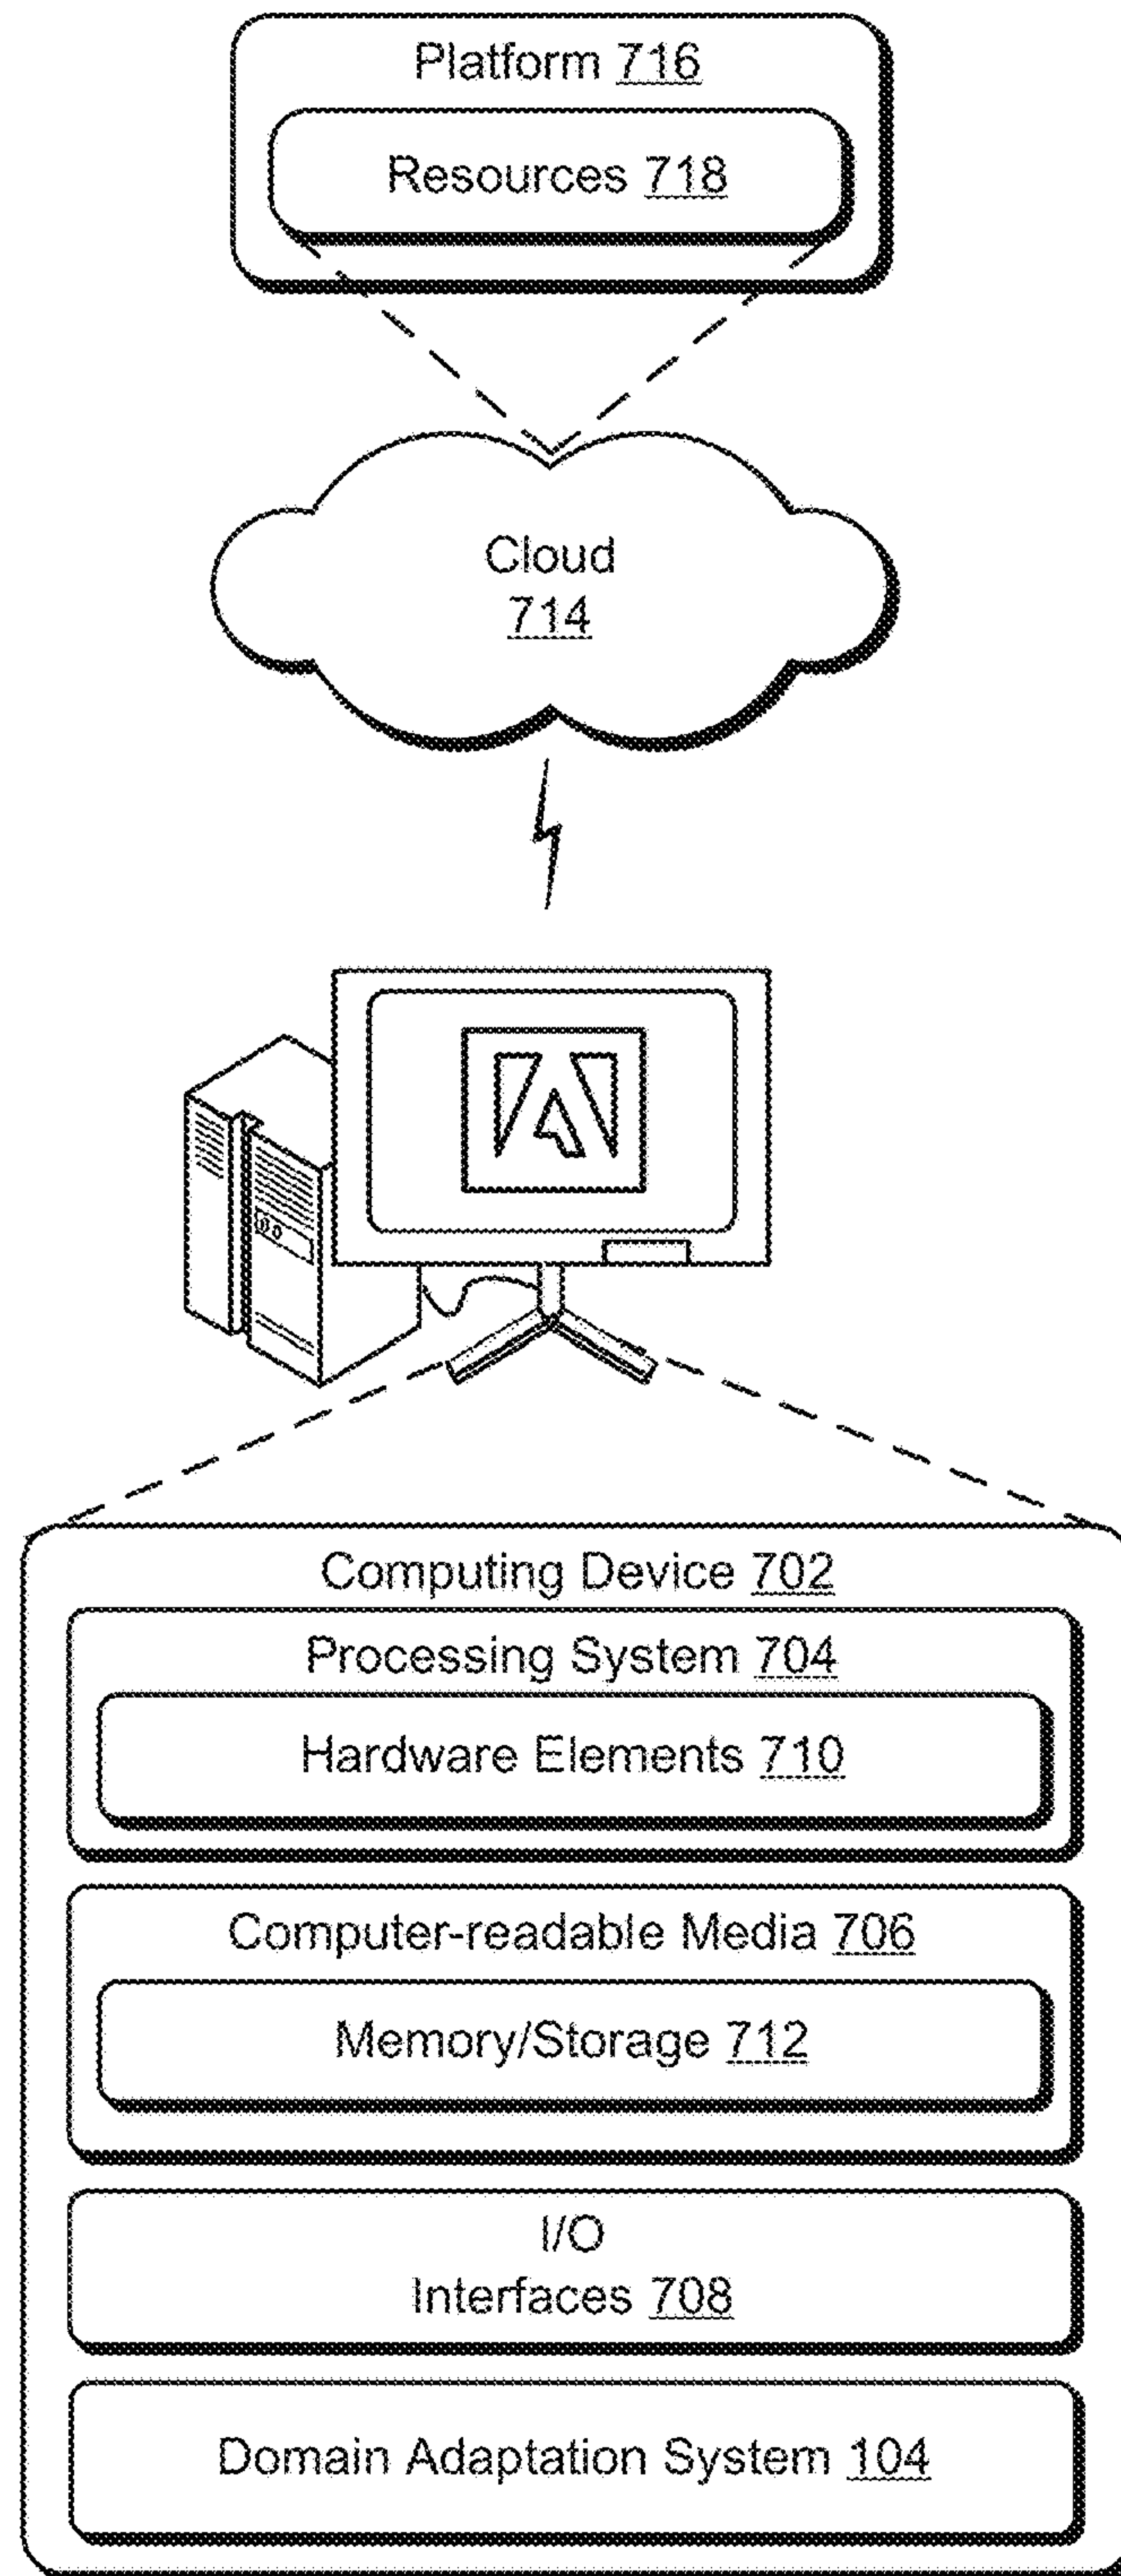 Platform 716
Resources 718
Cloud
714
Computing Device 702
Processing System 704
Hardware Elements 710
Computer-readable Media 706
Memory/Storage 712
I/O
Interfaces 708
Domain Adaptation System 104